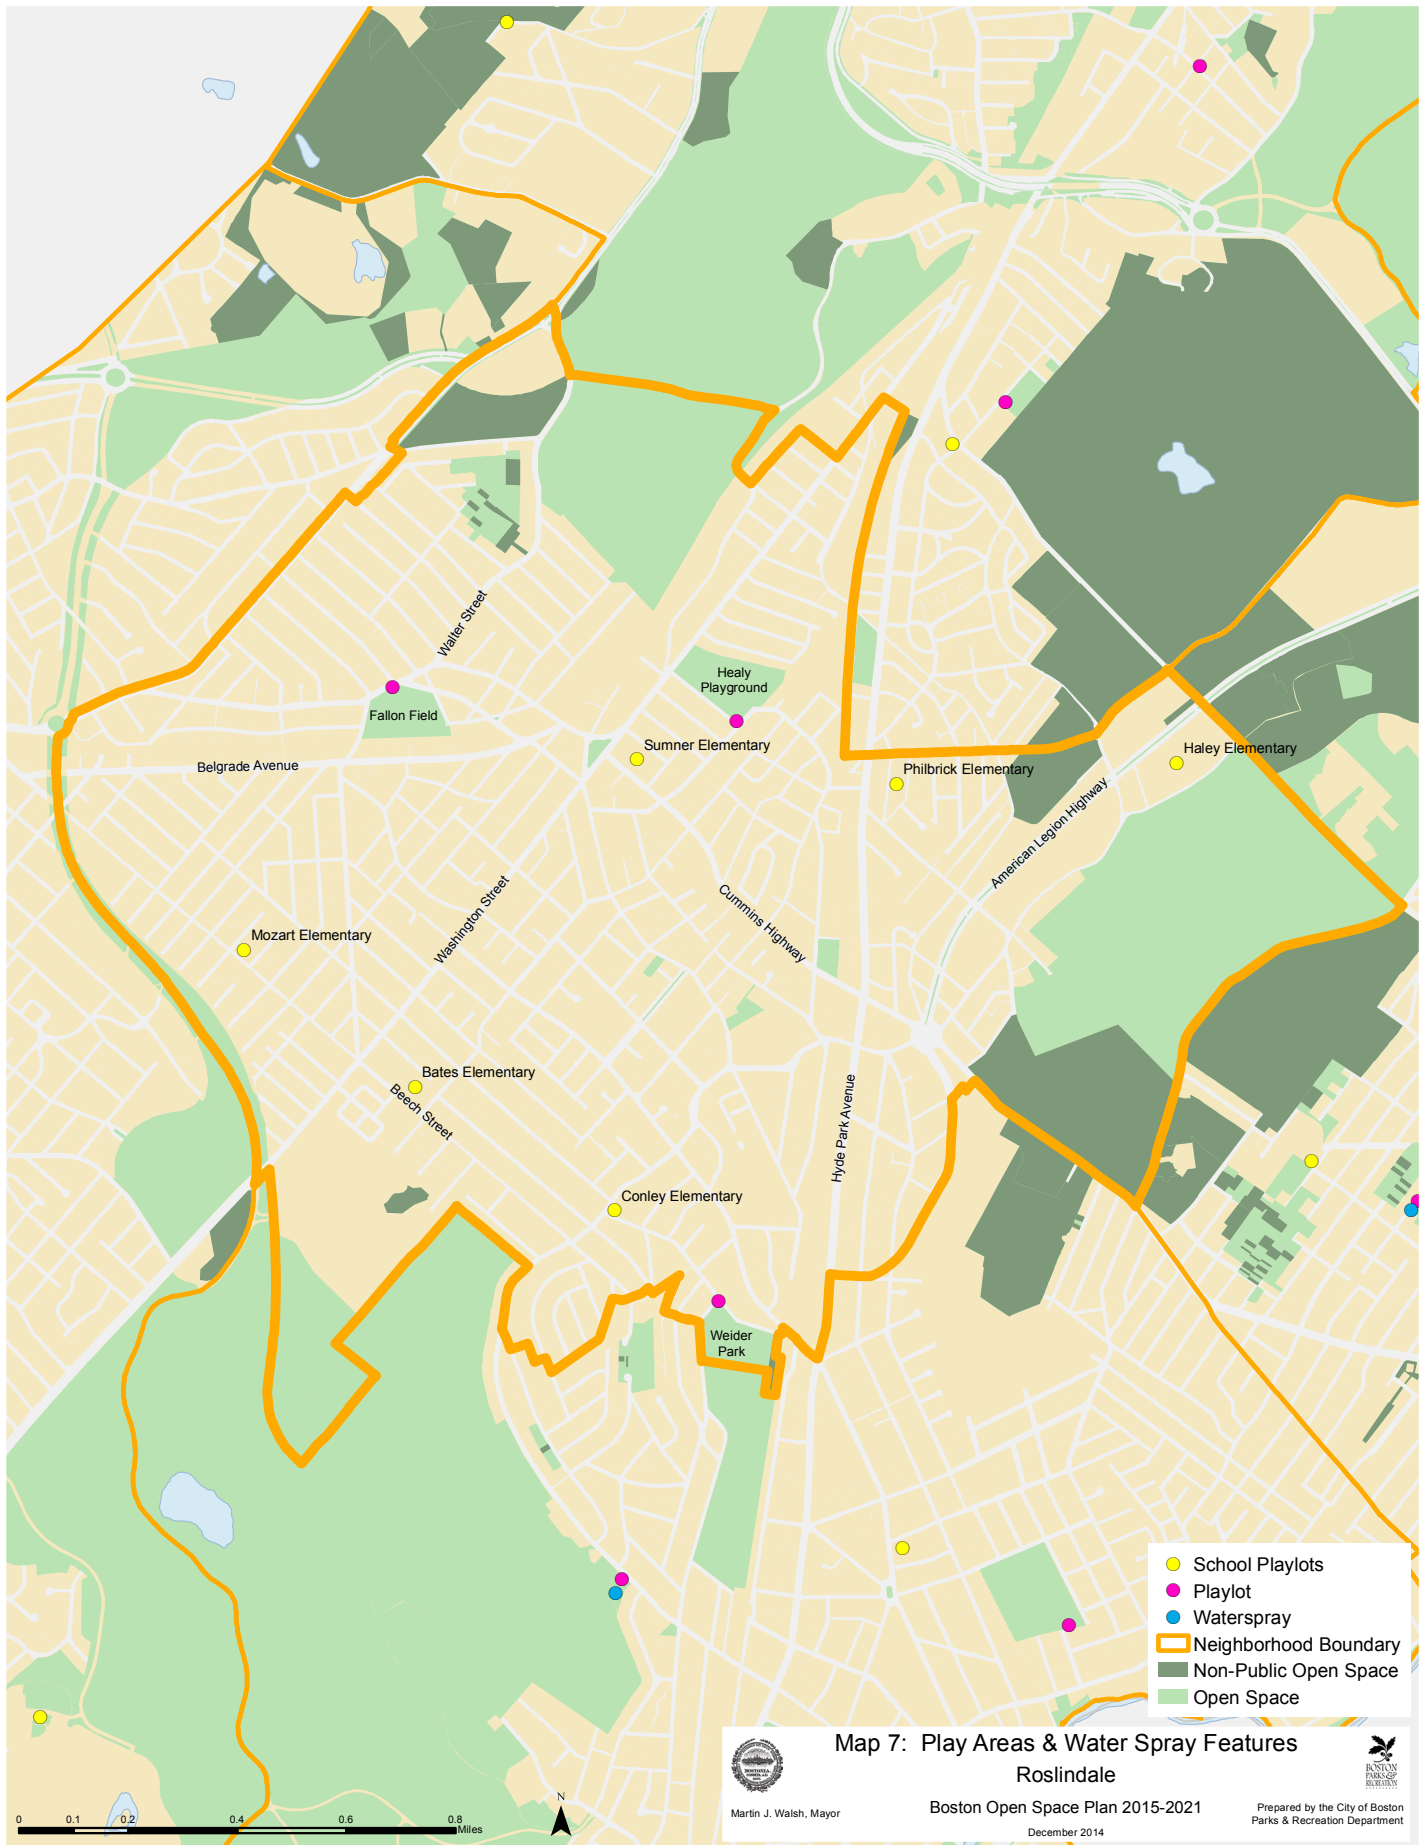 Walter Street
Healy
Playground
Fallon Field
Sumner Elementary
Haley Elementary
Belgrade Avenue
Philbrick Elementary
American Legion Highway
Washington Street
Cummins Highway
Mozart Elementary
Bates Elementary
Beech Street
Hyde Park Avenue
Conley Elementary
Weider
Park
School Playlots
Playlot
Waterspray
Neighborhood Boundary
Non-Public Open Space
Open Space
Map 7: Play Areas & Water Spray Features
Roslindale
Boston Open Space Plan 2015-2021
December 2014
Martin J. Walsh, Mayor
BOSTON
PARKS &
RECREATION
Prepared by the City of Boston
Parks & Recreation Department
BOSTONIA
N
0 0.1 0.2 0.4 0.6 0.8
Miles